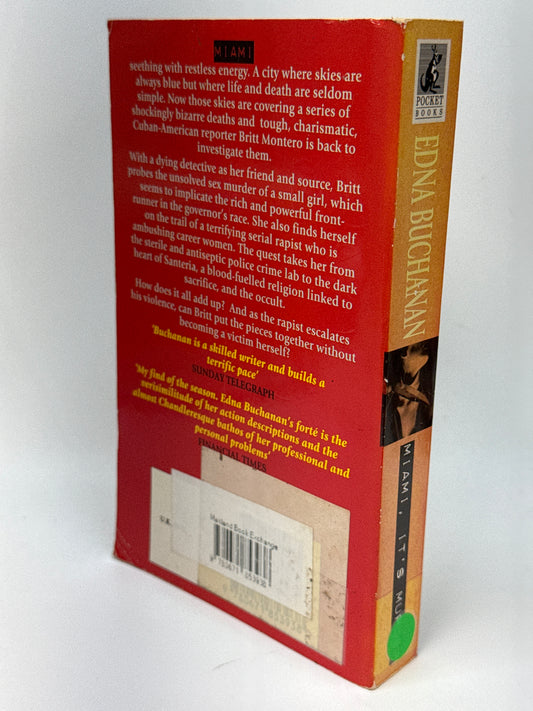 MIAMI
seething with restless energy. A city where skies are
always blue but where life and death are seldom
simple. Now those skies are covering a series of
shockingly bizarre deaths and tough, charismatic,
Cuban-American reporter Britt Montero is back to
investigate them.
With a dying detective as her friend and source, Britt
probes the unsolved sex murder of a small girl, which
seems to implicate the rich and powerful front-
runner in the governor's race. She also finds herself
on the trail of a terrifying serial rapist who is
ambushing career women. The quest takes her from
the sterile and antiseptic police crime lab to the dark
heart of Santeria, a blood-fuelled religion linked to
sacrifice, and the occult.
How does it all add up? And as the rapist escalates
his violence, can Britt put the pieces together without
becoming a victim herself?
'Buchanan is a skilled writer and builds a
terrific pace'
SUNDAY TELEGRAPH
'My find of the season. Edna Buchanan's forté is the
verisimilitude of her action descriptions and the
almost Chandleresque bathos of her professional and
personal problems'
FINANCIAL TIMES
Book Exchange
POCKET
BOOKS
EDNA BUCHANAN
MIAMI, IT'S MUR